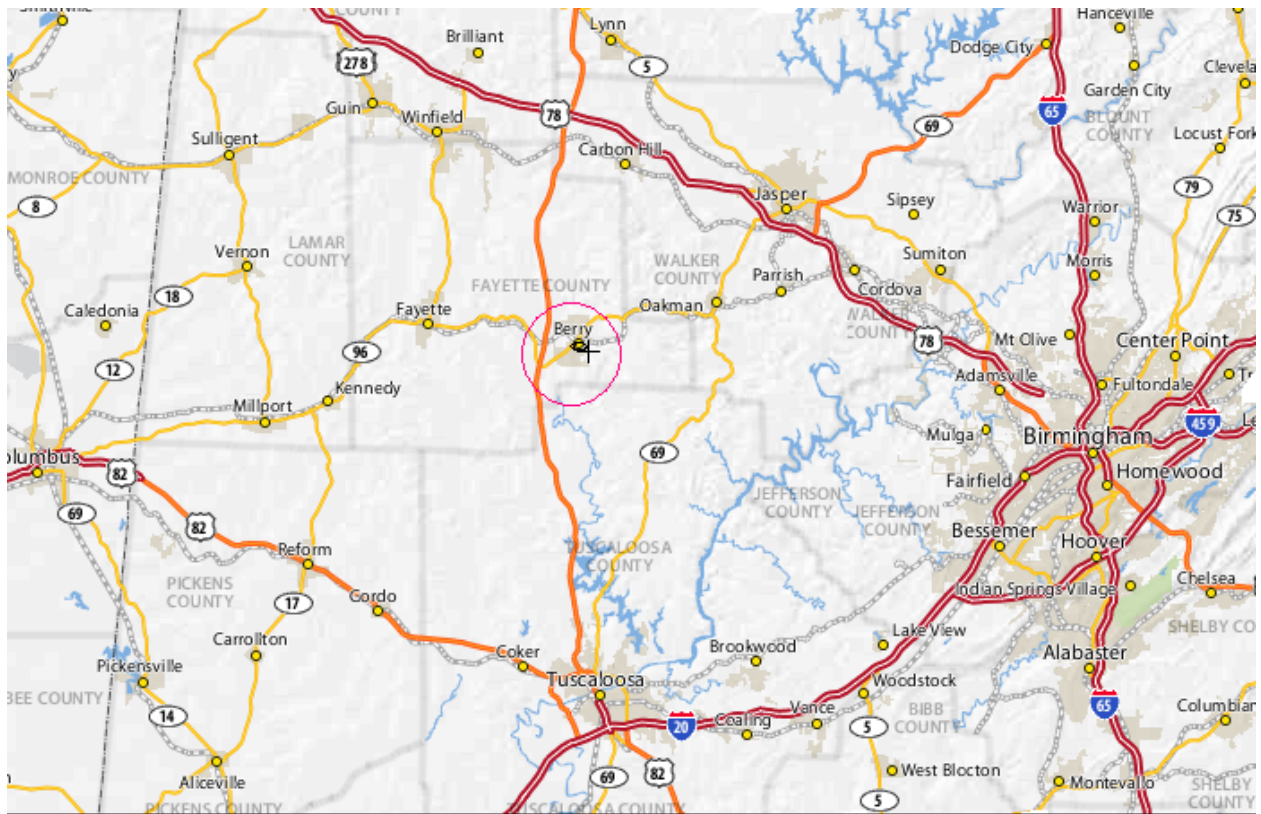 COUNTY
Smithville
Lynn
Hanceville
Brilliant
Dodge City
278
5
Garden City
Guin
Winfield
78
69
65
BLOUNT
COUNTY
Sulligent
Carbon Hill
Locust Fork
MONROE COUNTY
8
79
75
Jasper
Sipsey
Warrior
LAMAR
COUNTY
Vernon
WALKER
COUNTY
Sumiton
Morris
FAYETTE COUNTY
Parrish
18
Oakman
Cordova
Caledonia
Fayette
Berry
WALKER
COUNTY
78
Mt Olive
Center Point
96
12
Adamsville
Fultondale
Kennedy
Millport
459
Mulga
Birmingham
82
69
Homewood
Fairfield
69
82
JEFFERSON
COUNTY
JEFFERSON
COUNTY
Bessemer
Hoover
Reform
TUSCALOOSA
COUNTY
PICKENS
COUNTY
17
Cordo
Indian Springs Village
Chelsea
Carrollton
Lake View
SHELBY CO
Coker
Brookwood
Alabaster
Pickensville
Tuscaloosa
Woodstock
BEE COUNTY
14
Vance
BIBB
COUNTY
65
20
Coaling
5
Columbian
Aliceville
69
82
West Blocton
Montevallo
SHELBY
COUNTY
5
PICKENS COUNTY
TUSCALOOSA COUNTY